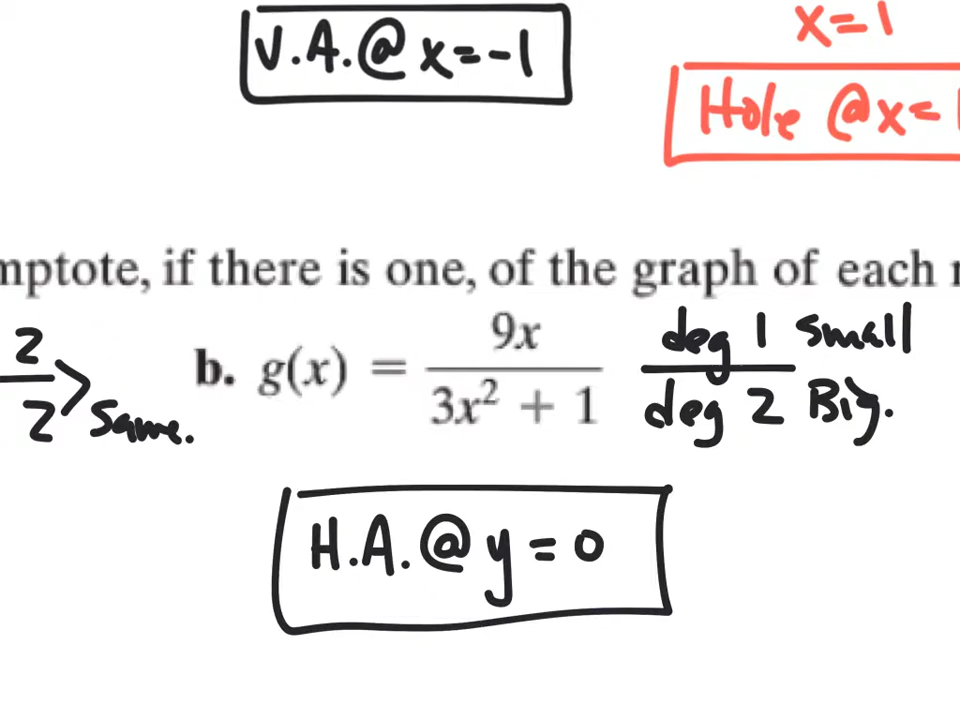 V.A.@ x=-1
x=1
Hole @x=1
mptote, if there is one, of the graph of each
2
2
Same.
b. g(x) = 9x
3x² + 1
deg 1 Small
deg 2 Big.
H.A.@ y = 0